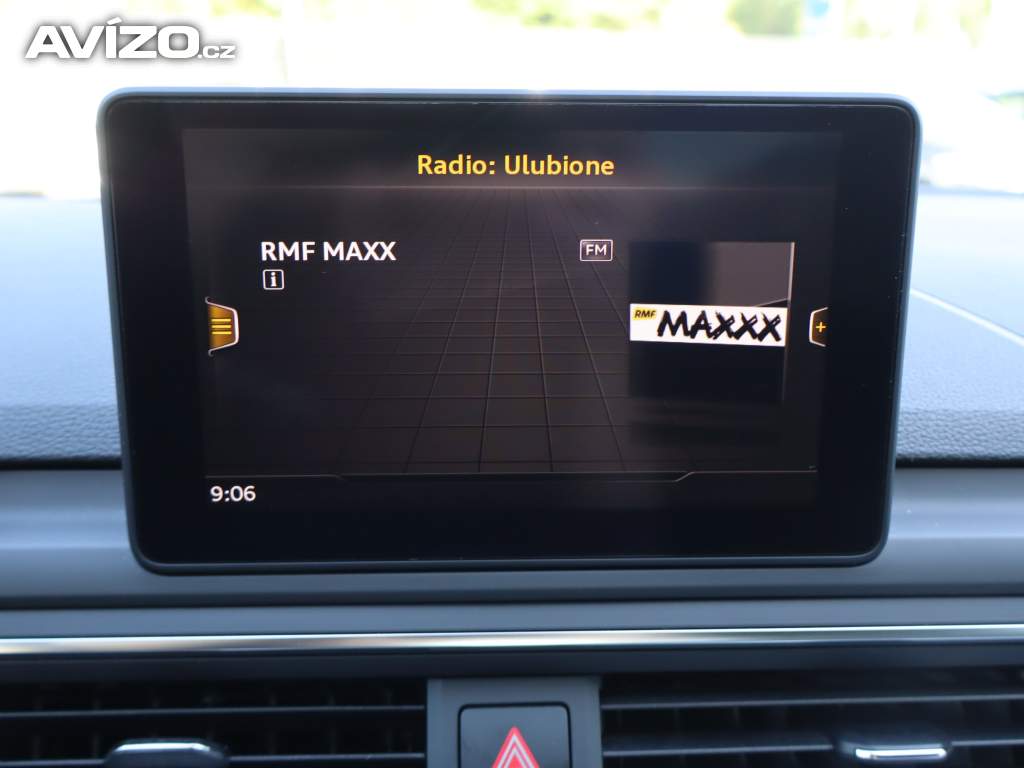 AVÍZO.cz
Radio: Ulubione
RMF MAXX
FM
i
RMF MAXXX
+
9:06